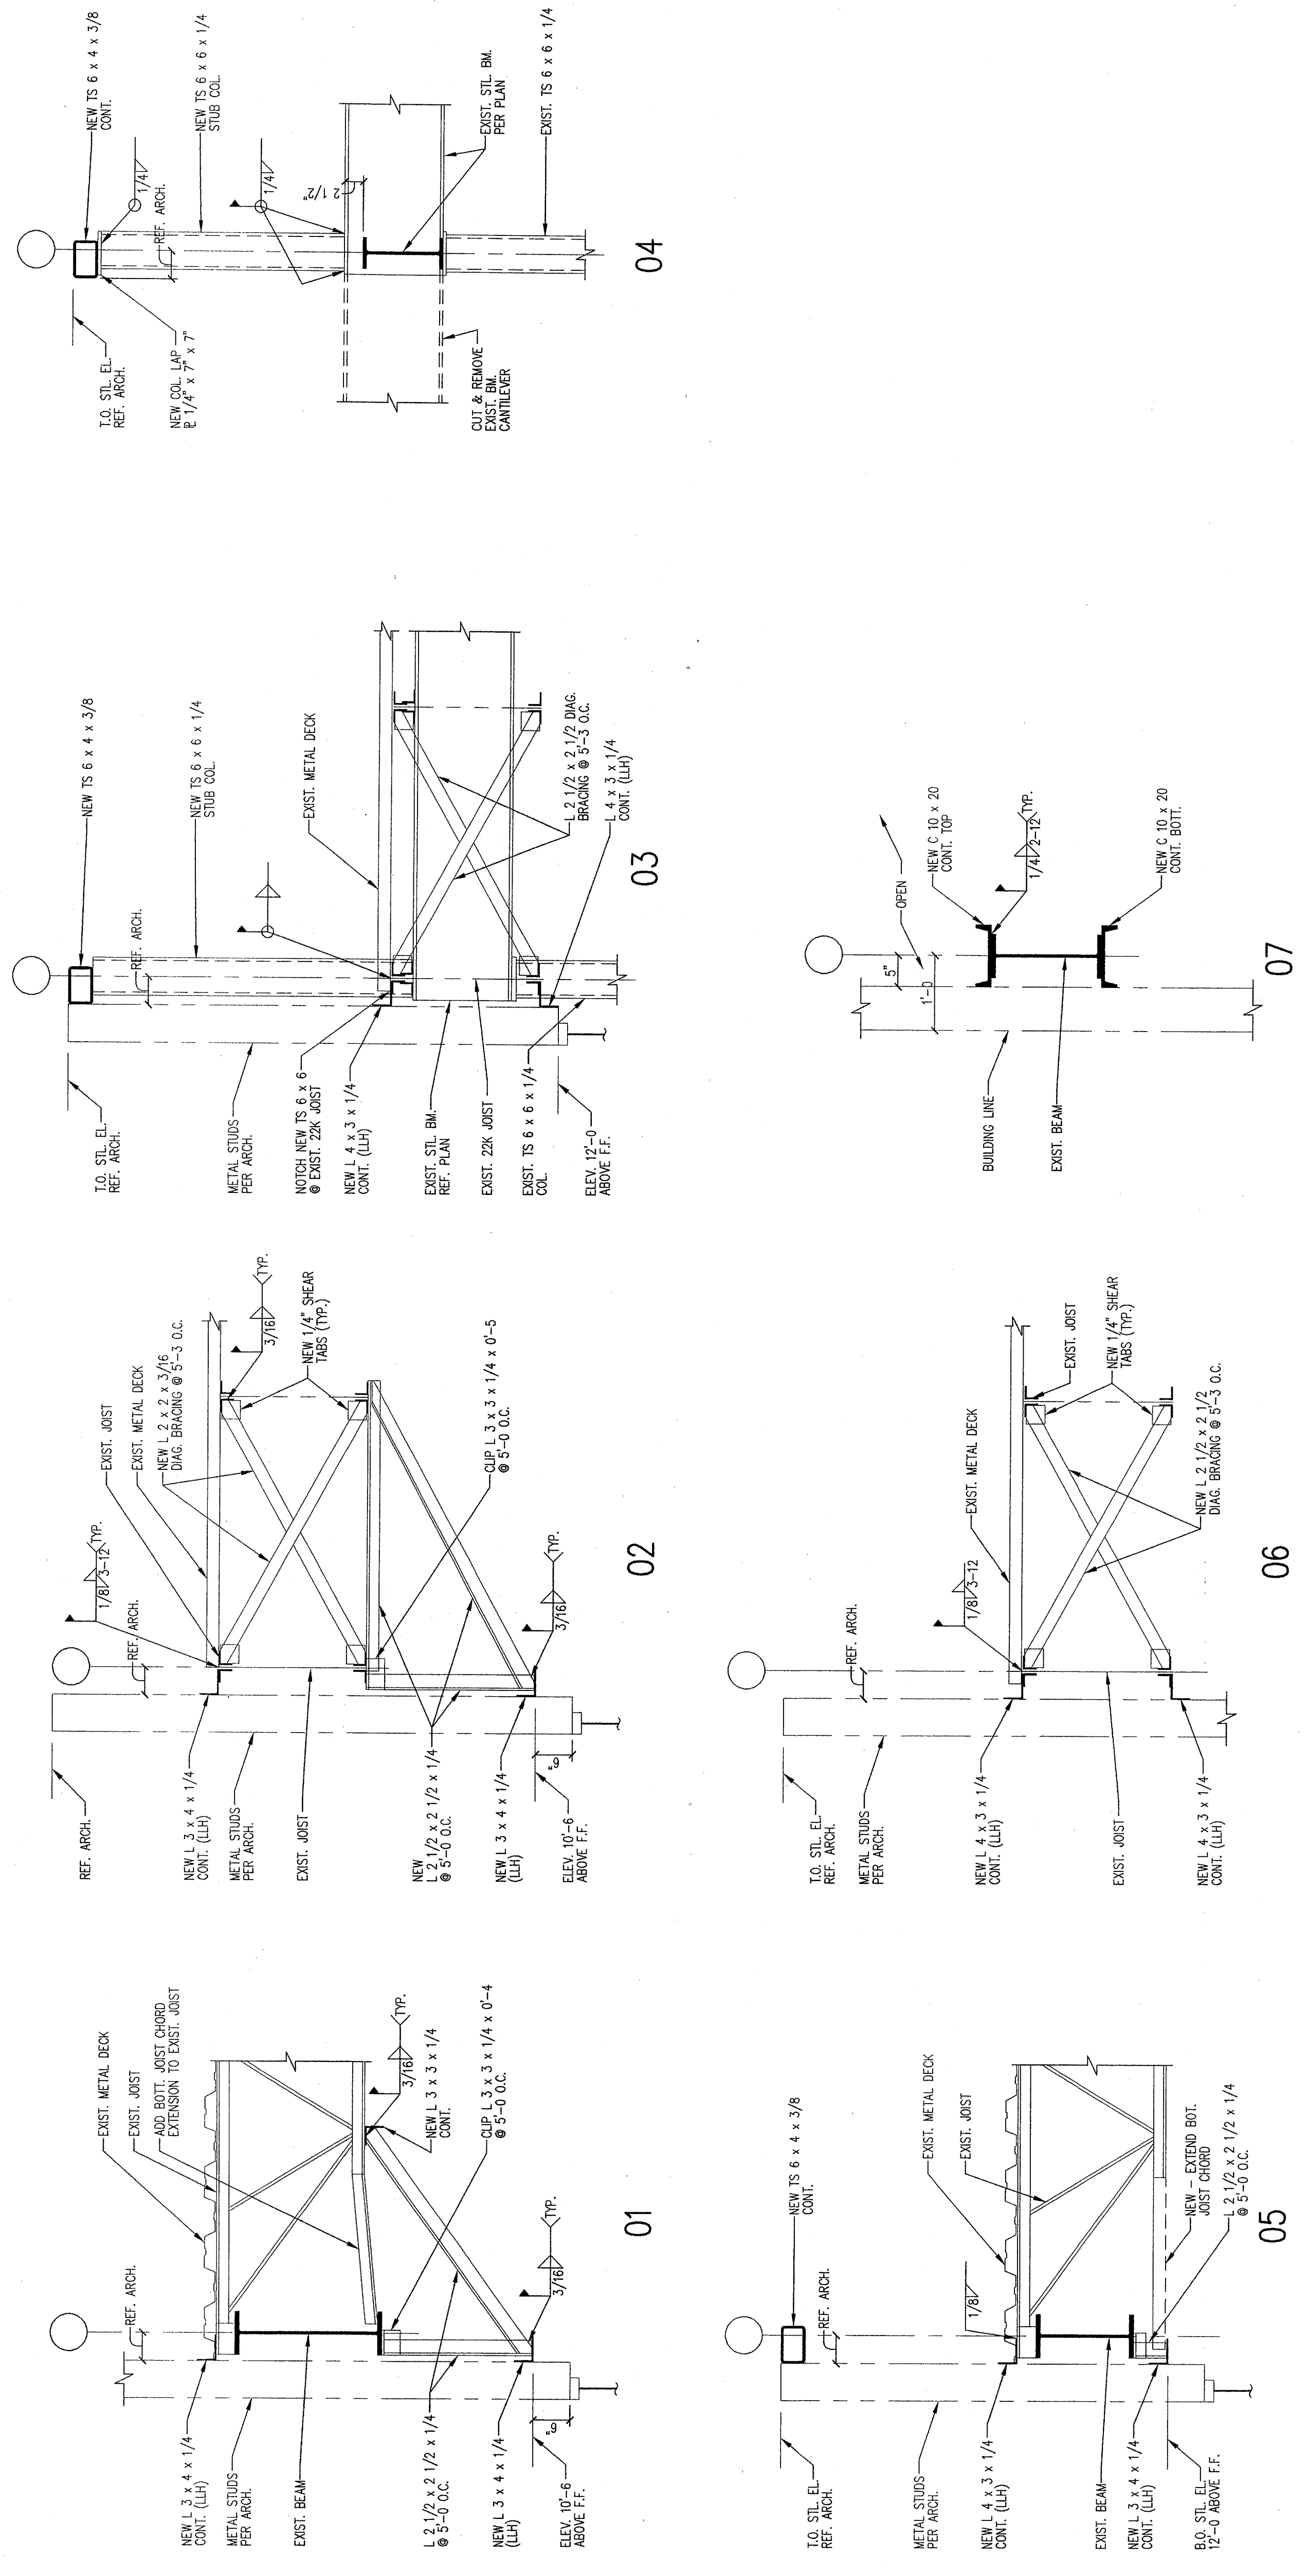 EXIST. METAL DECK
EXIST. JOIST
ADD BOTT. JOIST CHORD
EXTENSION TO EXIST. JOIST
REF. ARCH.
NEW L 3 x 4 x 1/4
CONT. (LLH)
METAL STUDS
PER ARCH.
EXIST. BEAM
L 2 1/2 x 2 1/2 x 1/4
@ 5'-0 O.C.
NEW L 3 x 4 x 1/4
(LLH)
ELEV. 10'-6
ABOVE F.F.
6"
3/16
TYP.
NEW L 3 x 3 x 1/4
CONT.
CLIP L 3 x 3 x 1/4 x 0'-4
@ 5'-0 O.C.
3/16
TYP.
01
REF. ARCH.
1/8
3-12
TYP.
REF. ARCH.
EXIST. JOIST
EXIST. METAL DECK
NEW L 2 x 2 x 3/16
DIAG. BRACING @ 5'-3 O.C.
3/16
TYP.
NEW 1/4" SHEAR
TABS (TYP.)
NEW L 3 x 4 x 1/4
CONT. (LLH)
METAL STUDS
PER ARCH.
EXIST. JOIST
NEW
L 2 1/2 x 2 1/2 x 1/4
@ 5'-0 O.C.
NEW L 3 x 4 x 1/4
(LLH)
ELEV. 10'-6
ABOVE F.F.
6"
CLIP L 3 x 3 x 1/4 x 0'-5
@ 5'-0 O.C.
3/16
TYP.
02
NEW TS 6 x 4 x 3/8
T.O. STL. EL.
REF. ARCH.
REF. ARCH.
NEW TS 6 x 6 x 1/4
STUB COL.
METAL STUDS
PER ARCH.
EXIST. METAL DECK
NOTCH NEW TS 6 x 6
@ EXIST. 22K JOIST
NEW L 4 x 3 x 1/4
CONT. (LLH)
EXIST. STL. BM.
REF. PLAN
EXIST. 22K JOIST
EXIST. TS 6 x 6 x 1/4
COL.
ELEV. 12'-0
ABOVE F.F.
L 2 1/2 x 2 1/2 DIAG.
BRACING @ 5'-3 O.C.
L 4 x 3 x 1/4
CONT. (LLH)
03
NEW TS 6 x 4 x 3/8
CONT.
T.O. STL. EL.
REF. ARCH.
1/4
REF. ARCH.
NEW COL. LAP
PL 1/4" x 7" x 7"
NEW TS 6 x 6 x 1/4
STUB COL.
1/4
2 1/2"
EXIST. STL. BM.
PER PLAN
CUT & REMOVE
EXIST. BM.
CANTILEVER
EXIST. TS 6 x 6 x 1/4
04
NEW TS 6 x 4 x 3/8
CONT.
T.O. STL. EL.
REF. ARCH.
REF. ARCH.
METAL STUDS
PER ARCH.
EXIST. METAL DECK
EXIST. JOIST
1/8
NEW L 4 x 3 x 1/4
CONT. (LLH)
EXIST. BEAM
NEW L 3 x 4 x 1/4
CONT. (LLH)
B.O. STL. EL.
12'-0 ABOVE F.F.
NEW - EXTEND BOT.
JOIST CHORD
L 2 1/2 x 2 1/2 x 1/4
@ 5'-0 O.C.
05
T.O. STL. EL.
REF. ARCH.
REF. ARCH.
METAL STUDS
PER ARCH.
1/8
3-12
EXIST. METAL DECK
EXIST. JOIST
NEW 1/4" SHEAR
TABS (TYP.)
NEW L 4 x 3 x 1/4
CONT. (LLH)
EXIST. JOIST
NEW L 4 x 3 x 1/4
CONT. (LLH)
NEW L 2 1/2 x 2 1/2
DIAG. BRACING @ 5'-3 O.C.
06
5"
1'-0
OPEN
NEW C 10 x 20
CONT. TOP
BUILDING LINE
1/4
2-12
TYP.
EXIST. BEAM
NEW C 10 x 20
CONT. BOTT.
07